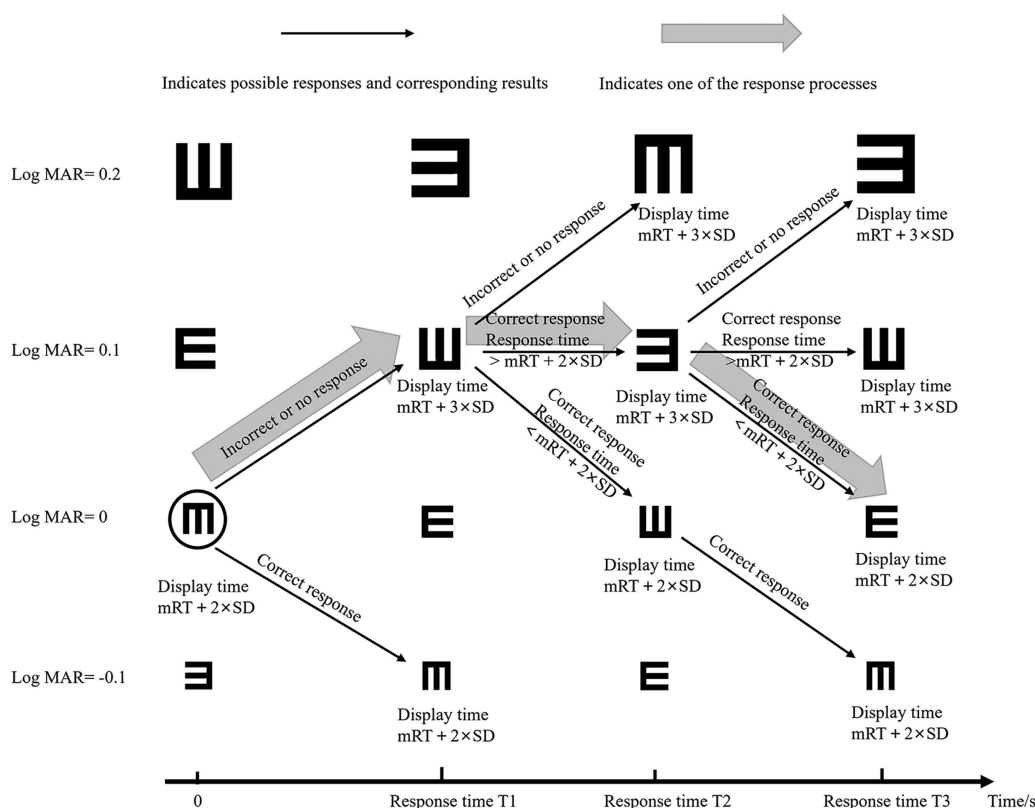 Indicates possible responses and corresponding results
Indicates one of the response processes
Log MAR= 0.2
Display time
mRT + 3×SD
Display time
mRT + 3×SD
Incorrect or no response
Incorrect or no response
Log MAR= 0.1
Incorrect or no response
Display time
mRT + 3×SD
Correct response
Response time
> mRT + 2×SD
Display time
mRT + 3×SD
Correct response
Response time
>mRT + 2×SD
Display time
mRT + 3×SD
Correct response
Response time
< mRT + 2×SD
Correct response
Response time
< mRT + 2×SD
Log MAR= 0
Display time
mRT + 2×SD
Correct response
Display time
mRT + 2×SD
Correct response
Display time
mRT + 2×SD
Log MAR= -0.1
Display time
mRT + 2×SD
Display time
mRT + 2×SD
0
Response time T1
Response time T2
Response time T3
Time/s